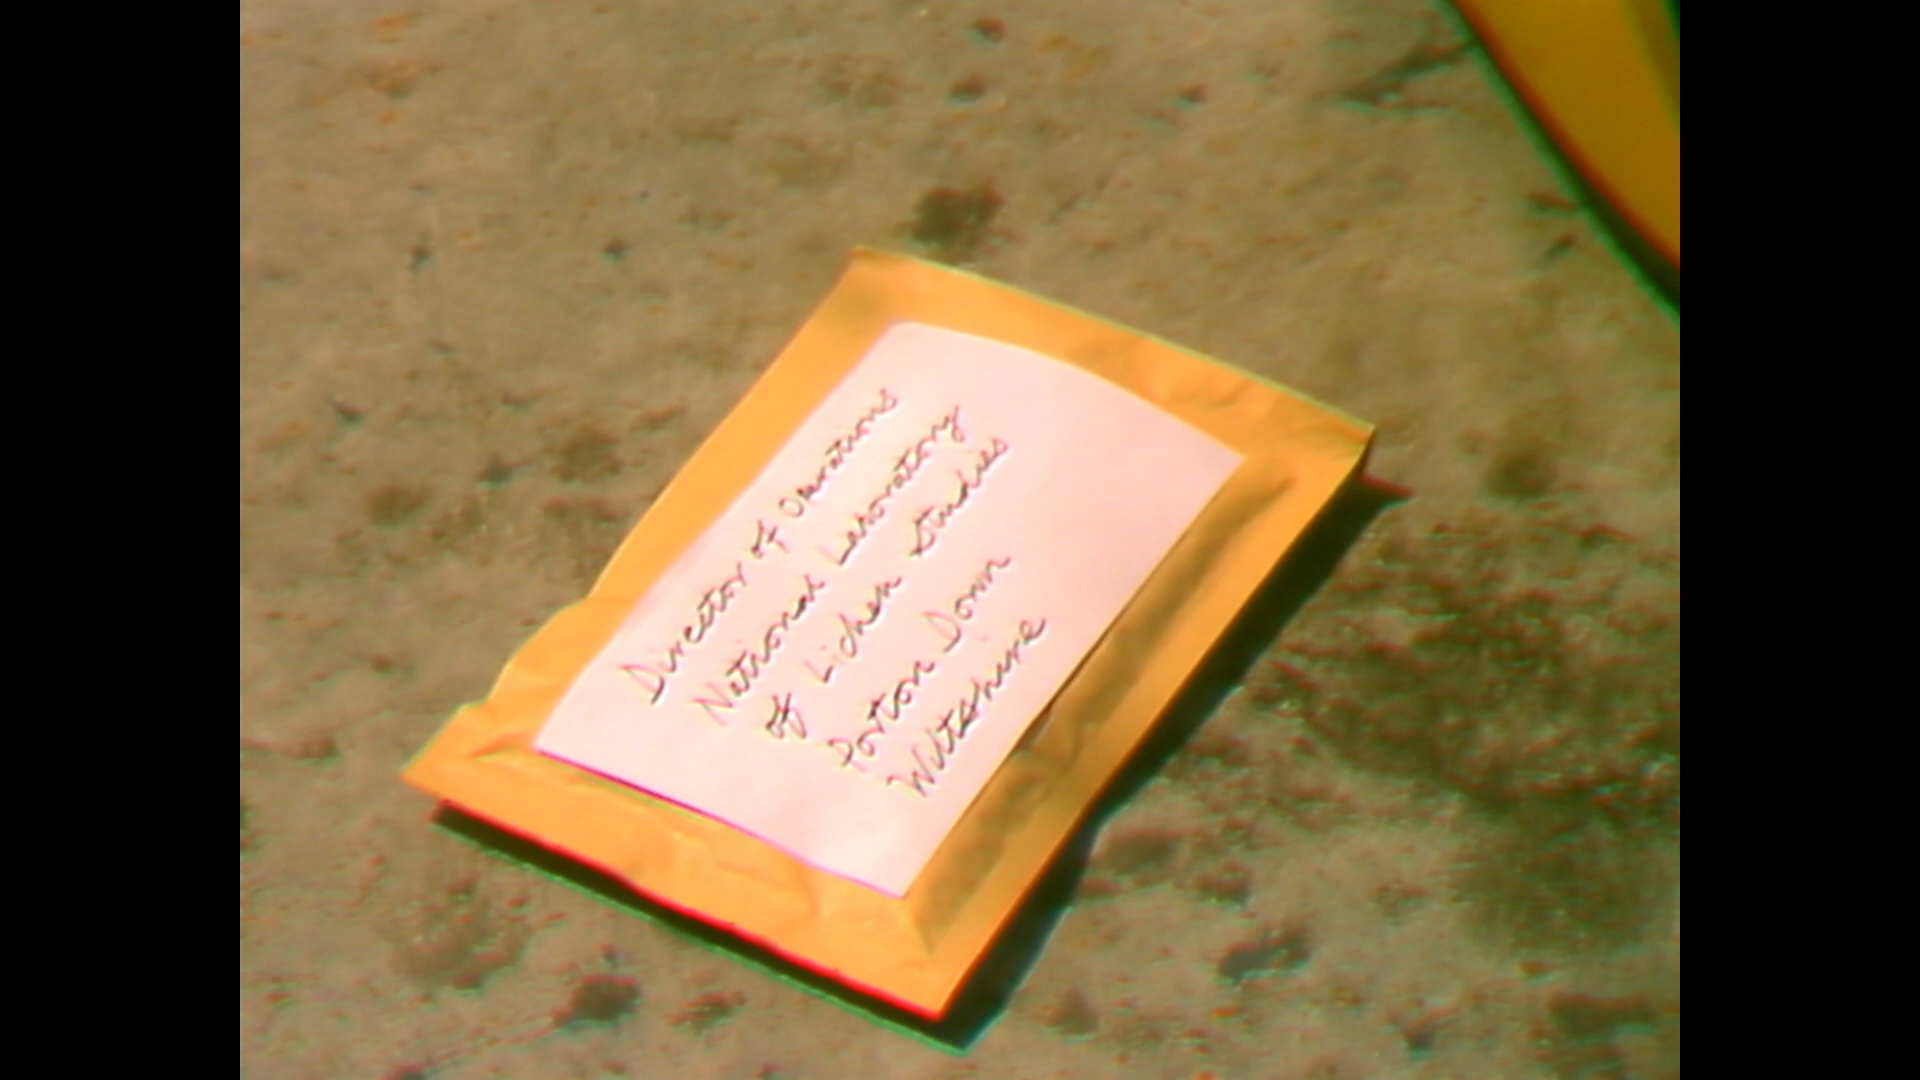 Director of Operations
National Laboratory
of Lichen Studies
Porton Down
Wiltshire